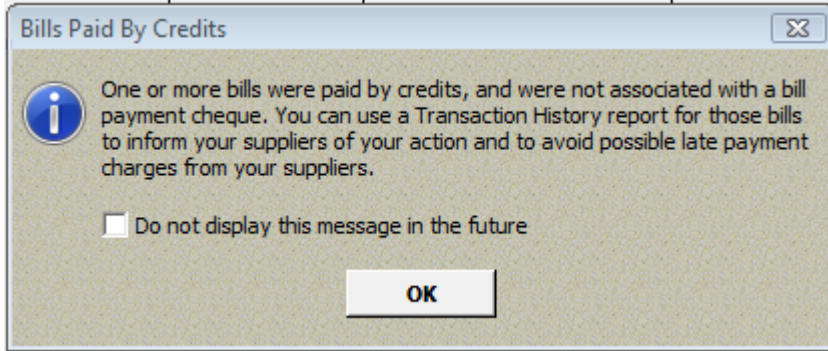 Bills Paid By Credits
One or more bills were paid by credits, and were not associated with a bill
payment cheque. You can use a Transaction History report for those bills
to inform your suppliers of your action and to avoid possible late payment
charges from your suppliers.
Do not display this message in the future
OK